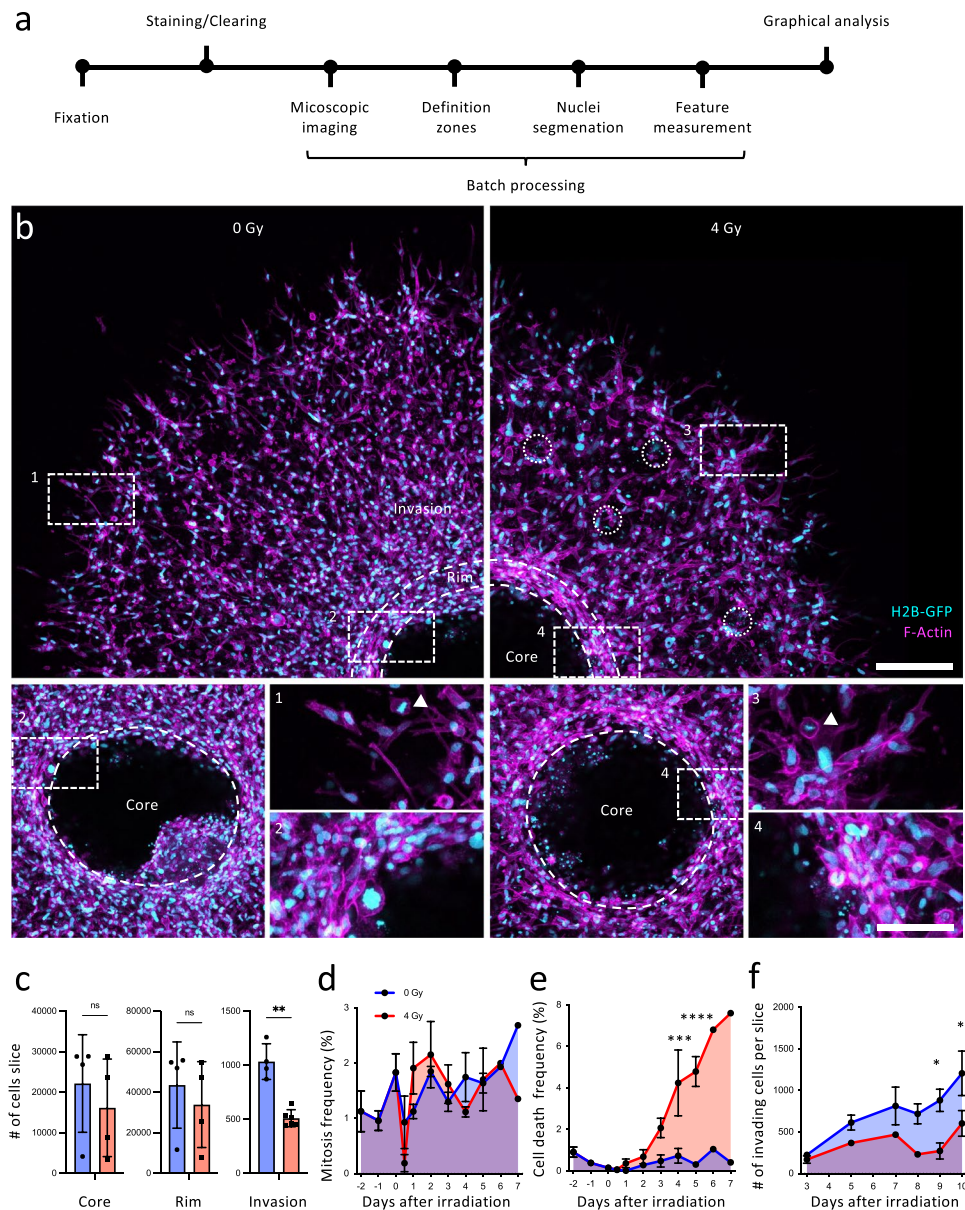 a
Staining/Clearing
Graphical analysis
Fixation
Micoscopic
imaging
Definition
zones
Nuclei
segmenation
Feature
measurement
Batch processing
b
0 Gy
4 Gy
1
3
Invasion
Rim
2
4
Core
H2B-GFP
F-Actin
2
Core
1
2
4
Core
3
4
c
# of cells slice
40000
30000
20000
10000
0
ns
Core
80000
60000
40000
20000
0
ns
Rim
1500
1000
500
0
**
Invasion
d
0 Gy
4 Gy
Mitosis frequency (%)
3
2
1
0
-2 -1 0 1 2 3 4 5 6 7
Days after irradiation
e
Cell death frequency (%)
8
6
4
2
0
***
****
-2 -1 0 1 2 3 4 5 6 7
Days after irradiation
f
# of invading cells per slice
2000
1500
1000
500
0
*
*
3 4 5 6 7 8 9 10
Days after irradiation